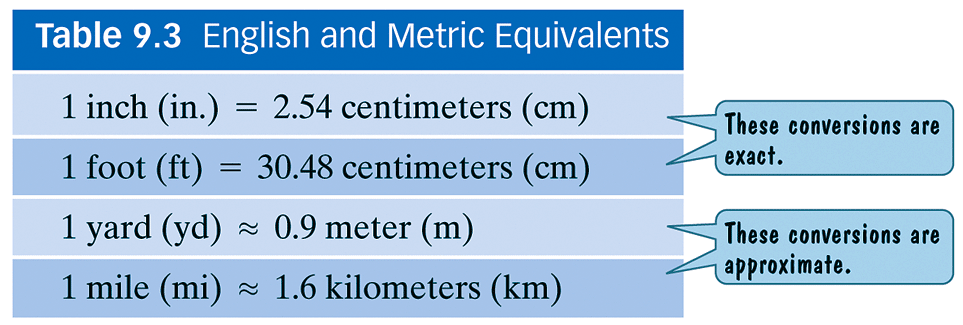 Table 9.3 English and Metric Equivalents
1 inch (in.) = 2.54 centimeters (cm)
1 foot (ft) = 30.48 centimeters (cm)
These conversions are
exact.
1 yard (yd) ≈ 0.9 meter (m)
1 mile (mi) ≈ 1.6 kilometers (km)
These conversions are
approximate.